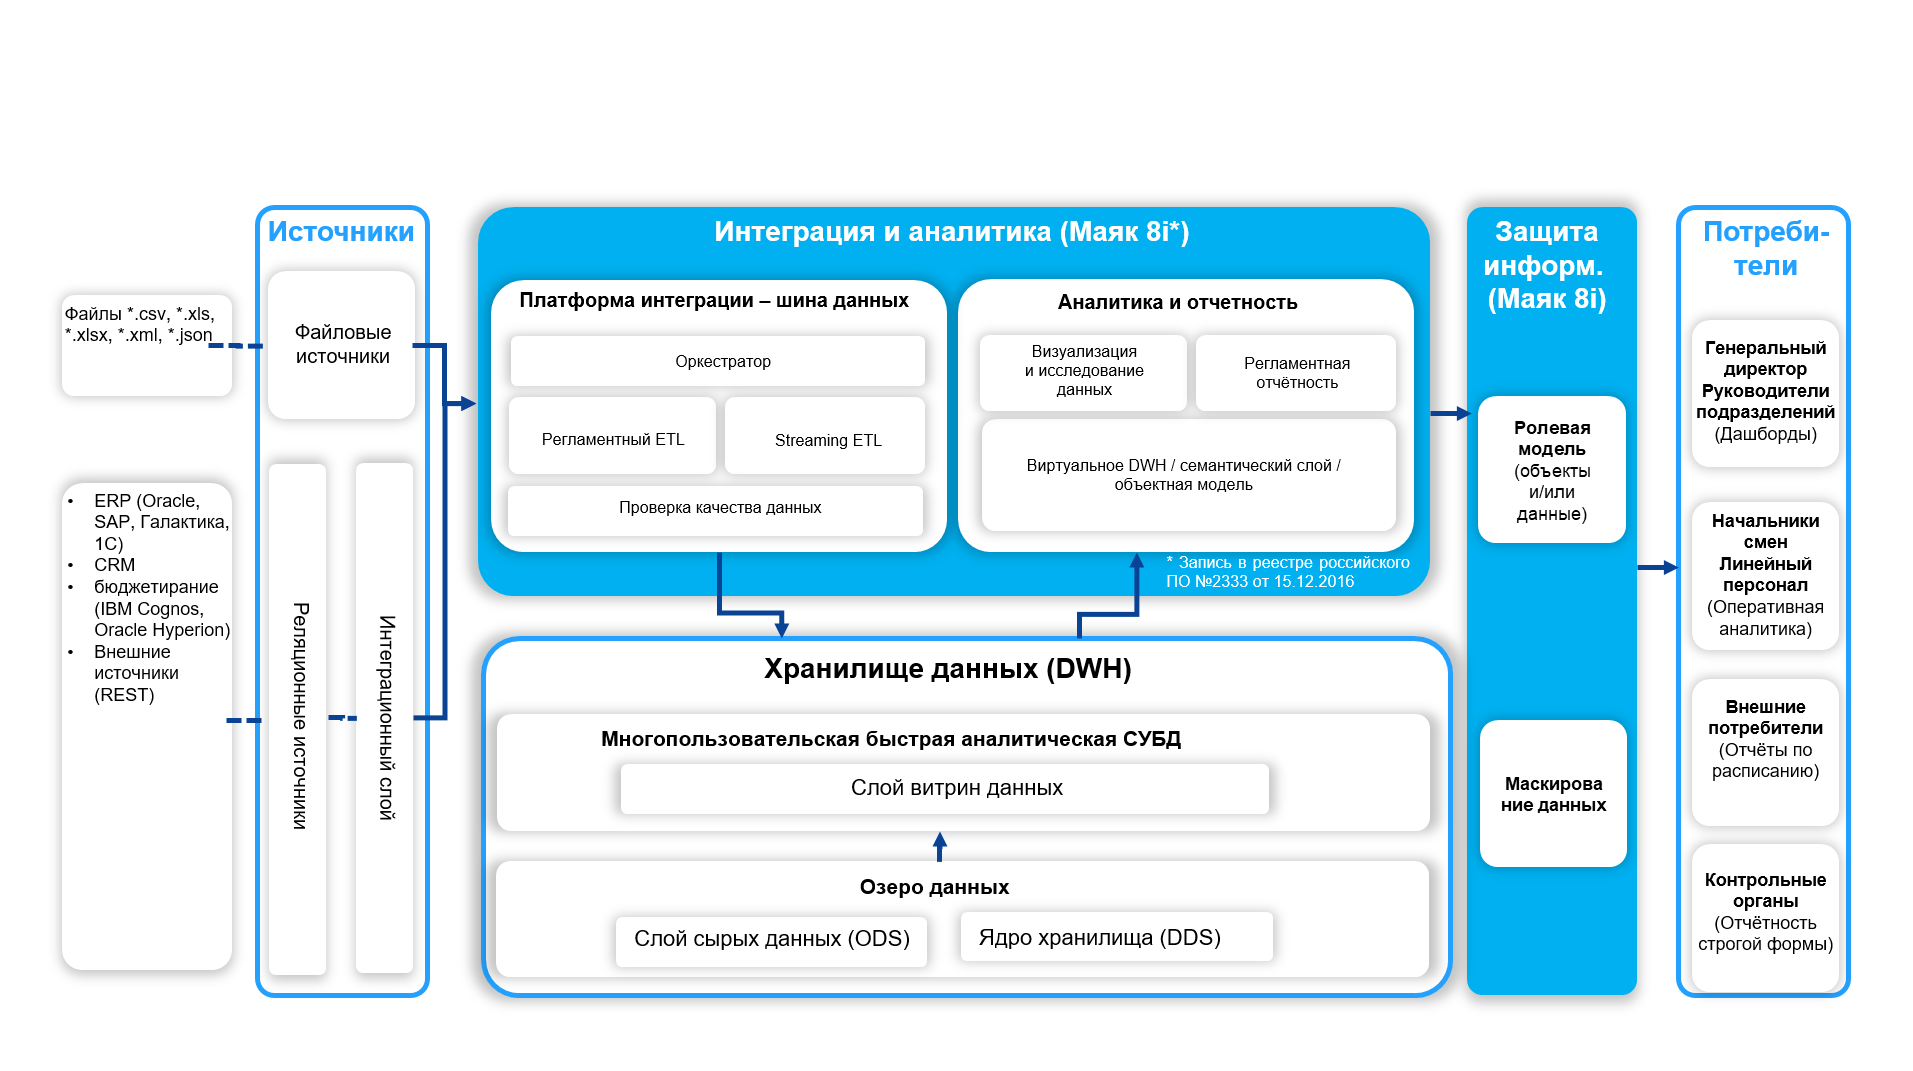 Файлы *.csv, *.xls,
*.xlsx, *.xml, *.json
• ERP (Oracle,
SAP, Галактика,
1С)
• CRM
• бюджетирование
(IBM Cognos,
Oracle Hyperion)
• Внешние
источники
(REST)
Источники
Файловые
источники
Реляционные источники
Интеграционный слой
Интеграция и аналитика (Маяк 8i*)
Платформа интеграции – шина данных
Оркестратор
Регламентный ETL
Streaming ETL
Проверка качества данных
Аналитика и отчетность
Визуализация
и исследование
данных
Регламентная
отчётность
Виртуальное DWH / семантический слой /
объектная модель
* Запись в реестре российского
ПО №2333 от 15.12.2016
Хранилище данных (DWH)
Многопользовательская быстрая аналитическая СУБД
Слой витрин данных
Озеро данных
Слой сырых данных (ODS)
Ядро хранилища (DDS)
Защита
информ.
(Маяк 8i)
Ролевая
модель
(объекты
и/или
данные)
Маскирова
ние данных
Потреби-
тели
Генеральный
директор
Руководители
подразделений
(Дашборды)
Начальники
смен
Линейный
персонал
(Оперативная
аналитика)
Внешние
потребители
(Отчёты по
расписанию)
Контрольные
органы
(Отчётность
строгой формы)